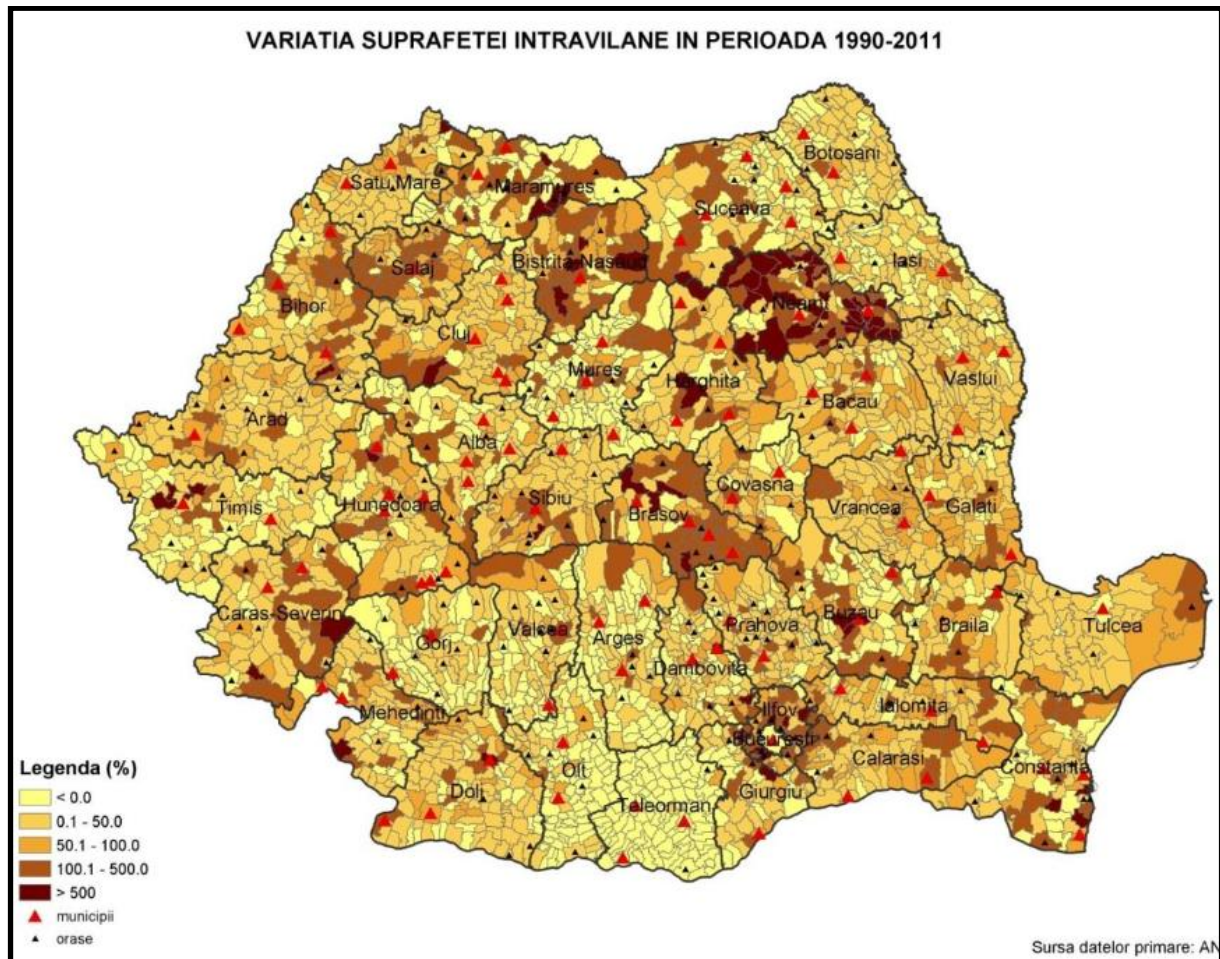 VARIATIA SUPRAFETEI INTRAVILANE IN PERIOADA 1990-2011
Botosani
Satu Mare
Maramures
Suceava
Iasi
Salaj
Bistrita-Nasaud
Neamt
Bihor
Cluj
Mures
Harghita
Bacau
Vaslui
Arad
Alba
Timis
Hunedoara
Sibiu
Brasov
Covasna
Vrancea
Galati
Caras-Severin
Gorj
Valcea
Arges
Dambovita
Prahova
Buzau
Braila
Tulcea
Mehedinti
Ilfov
Bucuresti
Ialomita
Calarasi
Constanta
Dolj
Olt
Teleorman
Giurgiu
Legenda (%)
< 0.0
0.1 - 50.0
50.1 - 100.0
100.1 - 500.0
> 500
municipii
orase
Sursa datelor primare: AN